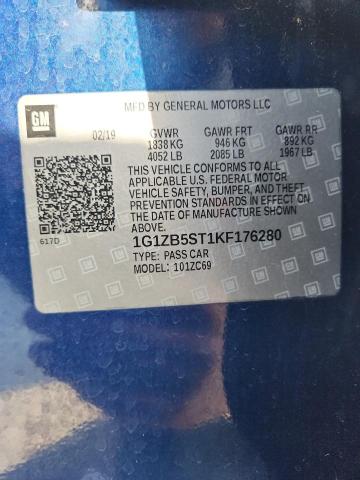 MFD BY GENERAL MOTORS LLC
GM
02/19 GVWR GAWR FRT GAWR RR
1838 KG 946 KG 892 KG
4052 LB 2085 LB 1967 LB
THIS VEHICLE CONFORMS TO ALL
APPLICABLE U.S. FEDERAL MOTOR
VEHICLE SAFETY, BUMPER, AND THEFT
PREVENTION STANDARDS IN EFFECT ON
THE DATE OF MANUFACTURE SHOWN
ABOVE.
617D
1G1ZB5ST1KF176280
TYPE: PASS CAR
MODEL: 101ZC69